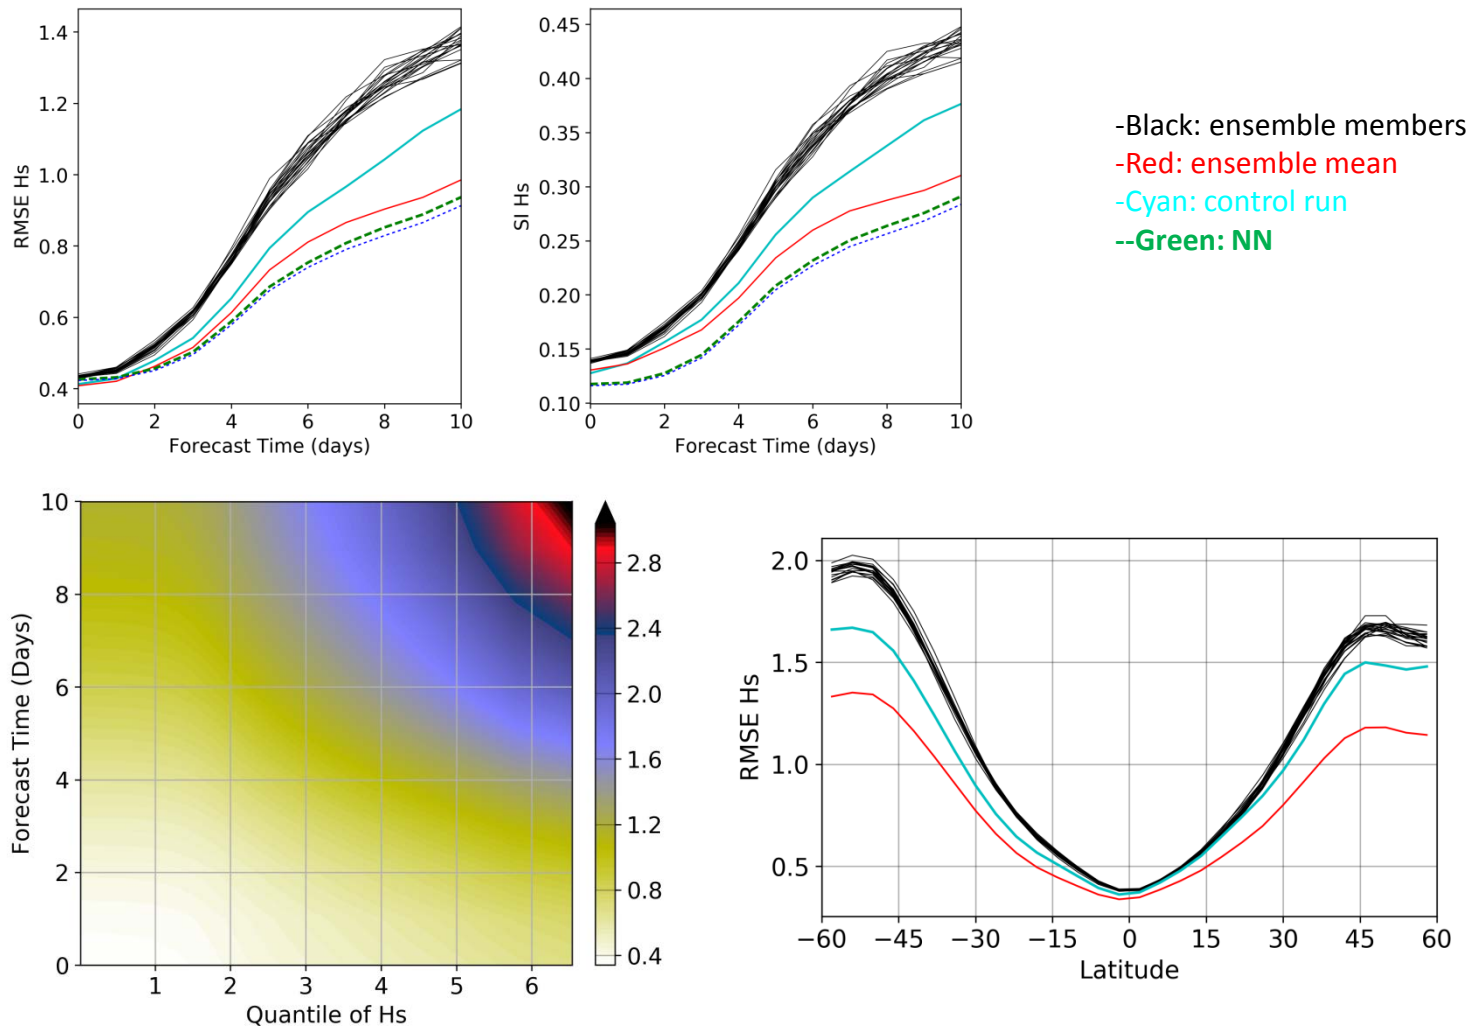 1.4
1.2
1.0
0.8
0.6
0.4
RMSE Hs
0 2 4 6 8 10
Forecast Time (days)
0.45
0.40
0.35
0.30
0.25
0.20
0.15
0.10
SI Hs
0 2 4 6 8 10
Forecast Time (days)
-Black: ensemble members
-Red: ensemble mean
-Cyan: control run
--Green: NN
10
8
6
4
2
0
Forecast Time (Days)
1 2 3 4 5 6
Quantile of Hs
2.8
2.4
2.0
1.6
1.2
0.8
0.4
2.0
1.5
1.0
0.5
RMSE Hs
−60 −45 −30 −15 0 15 30 45 60
Latitude